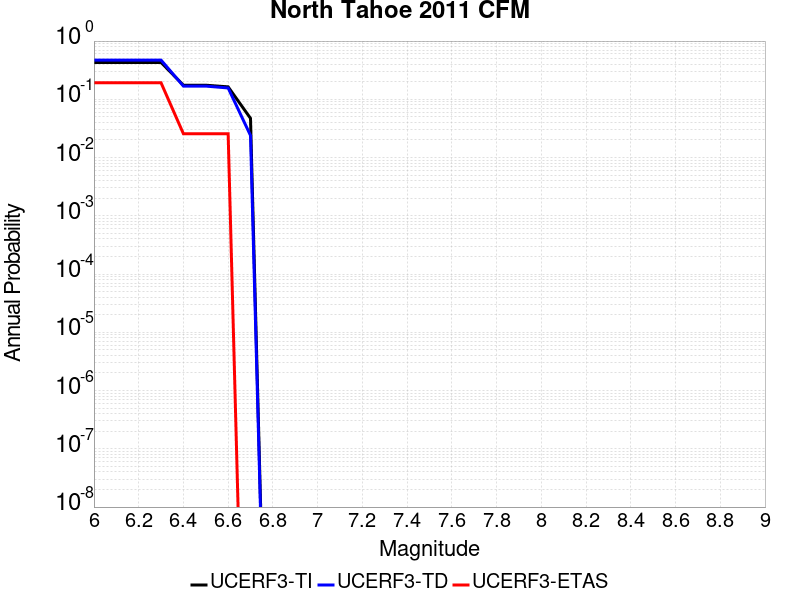 North Tahoe 2011 CFM
Annual Probability
10^0
10^-1
10^-2
10^-3
10^-4
10^-5
10^-6
10^-7
10^-8
6 6.2 6.4 6.6 6.8 7 7.2 7.4 7.6 7.8 8 8.2 8.4 8.6 8.8 9
Magnitude
UCERF3-TI UCERF3-TD UCERF3-ETAS